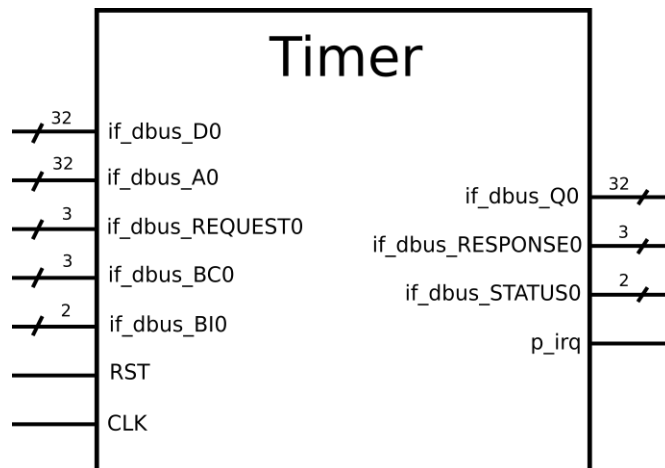 Timer
32
if_dbus_D0
32
if_dbus_A0
3
if_dbus_REQUEST0
3
if_dbus_BC0
2
if_dbus_BI0
RST
CLK
if_dbus_Q0
32
if_dbus_RESPONSE0
3
if_dbus_STATUS0
2
p_irq